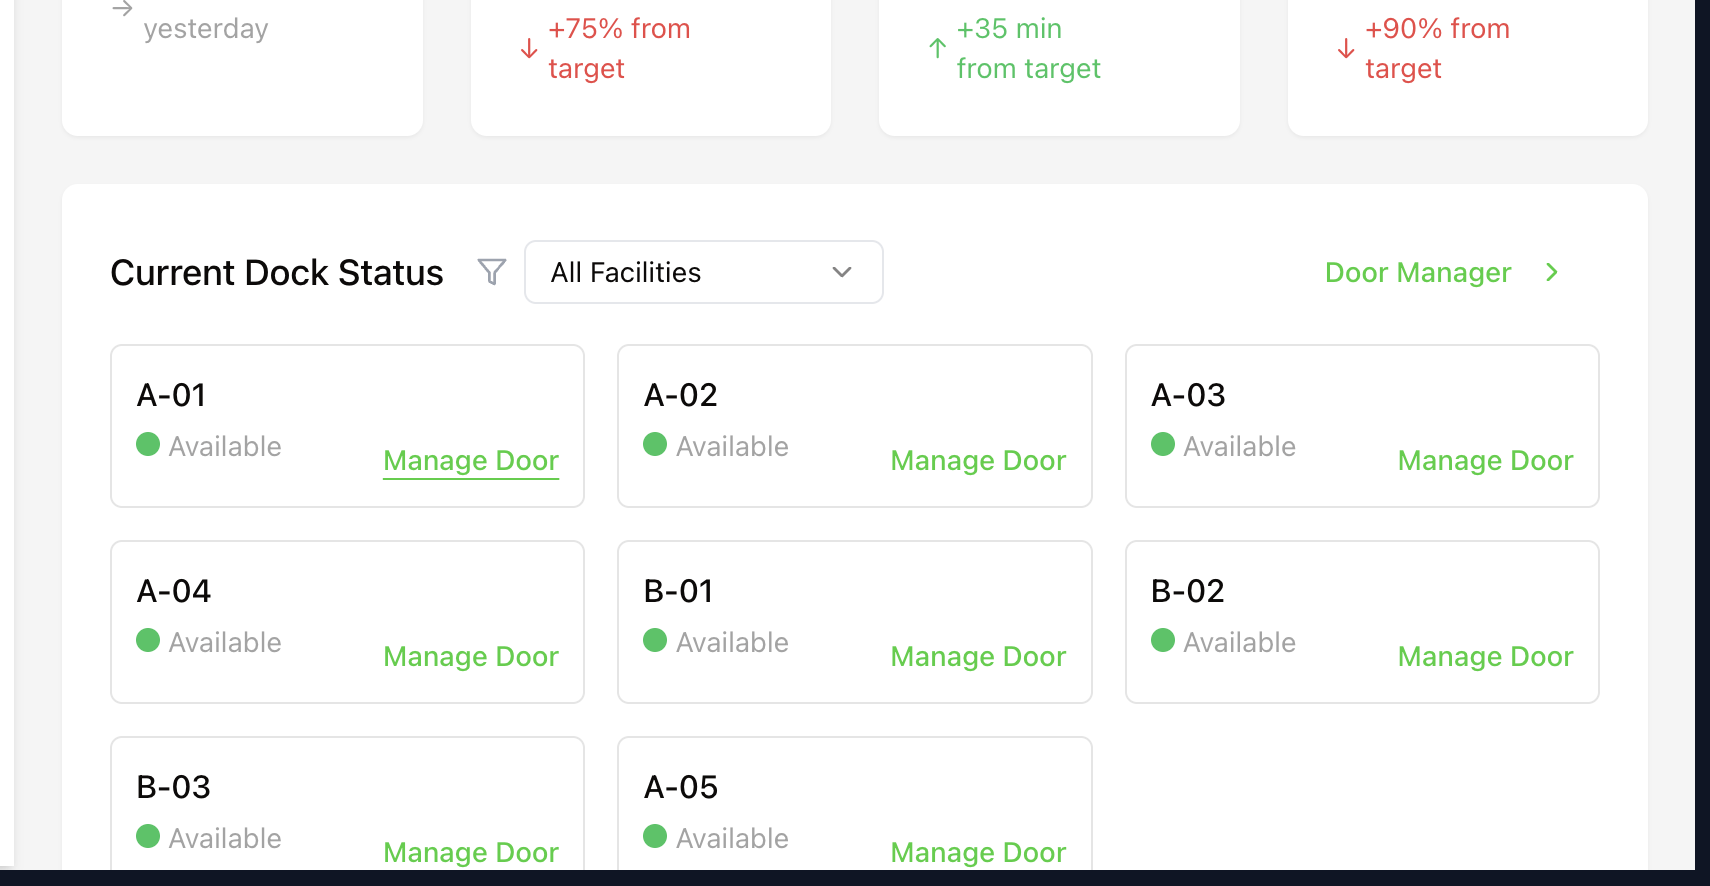 yesterday
+75% from
target
+35 min
from target
+90% from
target
Current Dock Status
All Facilities
Door Manager
A-01
Available
Manage Door
A-02
Available
Manage Door
A-03
Available
Manage Door
A-04
Available
Manage Door
B-01
Available
Manage Door
B-02
Available
Manage Door
B-03
Available
Manage Door
A-05
Available
Manage Door